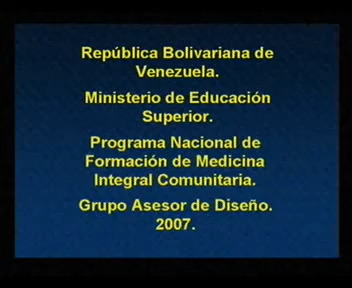 República Bolivariana de
Venezuela.
Ministerio de Educación
Superior.
Programa Nacional de
Formación de Medicina
Integral Comunitaria.
Grupo Asesor de Diseño.
2007.